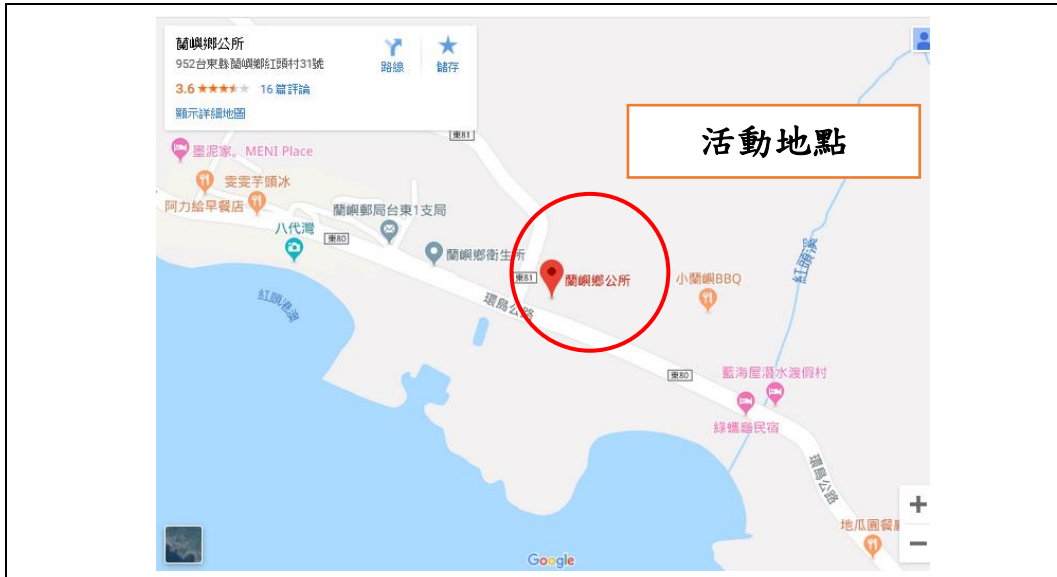 蘭嶼鄉公所
952台東縣蘭嶼鄉紅頭村31號
3.6
16 篇評論
顯示詳細地圖
路線
儲存
活動地點
東81
墨泥家。MENI Place
雯雯芋頭冰
阿力給早餐店
八代灣
東80
蘭嶼郵局台東1支局
蘭嶼鄉衛生所
東81
蘭嶼鄉公所
小蘭嶼BBQ
紅頭溪
紅頭港澳
環島公路
東80
藍海屋潛水渡假村
綠蠵龜民宿
環島公路
地瓜園餐
Google